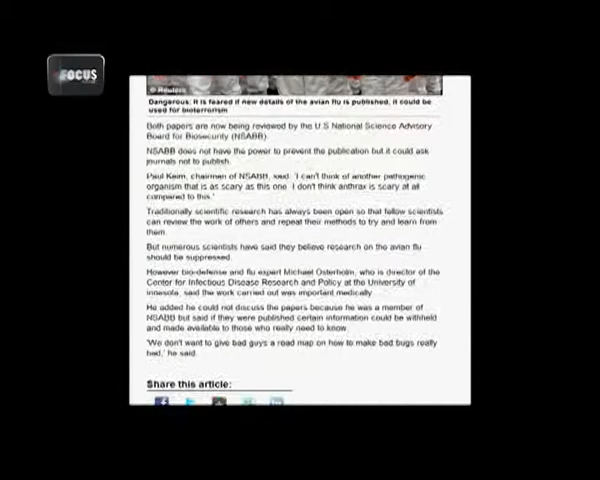 FOCUS
© Reuters
Dangerous: It is feared if new details of the avian flu is published, it could be
used for bioterrorism
Both papers are now being reviewed by the U.S National Science Advisory
Board for Biosecurity (NSABB).
NSABB does not have the power to prevent the publication but it could ask
journals not to publish.
Paul Keim, chairman of NSABB, said: 'I can't think of another pathogenic
organism that is as scary as this one. I don't think anthrax is scary at all
compared to this.'
Traditionally scientific research has always been open so that fellow scientists
can review the work of others and repeat their methods to try and learn from
them.
But numerous scientists have said they believe research on the avian flu
should be suppressed.
However bio-defense and flu expert Michael Osterholm, who is director of the
Center for Infectious Disease Research and Policy at the University of
innesota, said the work carried out was important medically.
He added he could not discuss the papers because he was a member of
NSABB but said if they were published certain information could be withheld
and made available to those who really need to know.
'We don't want to give bad guys a road map on how to make bad bugs really
bad,' he said.
Share this article: